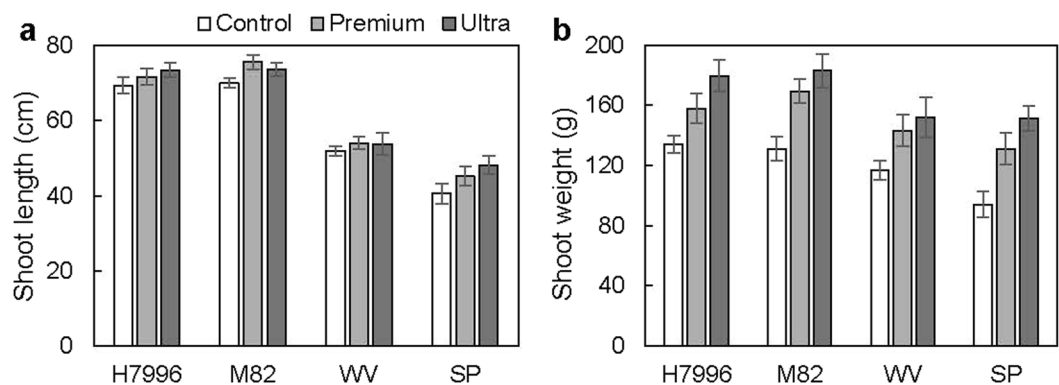 a
Control Premium Ultra
Shoot length (cm)
80
60
40
20
0
H7996 M82 WV SP
b
Shoot weight (g)
200
160
120
80
40
0
H7996 M82 WV SP